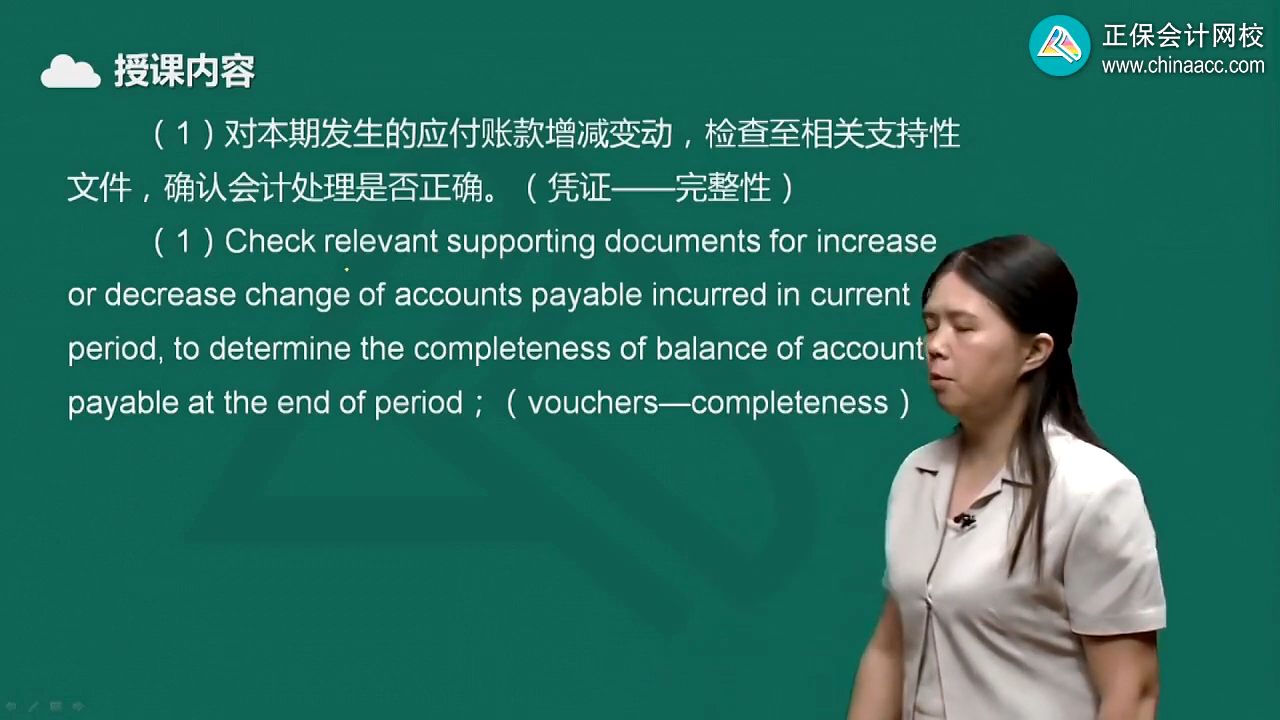 正保会计网校
www.chinaacc.com
授课内容
（1）对本期发生的应付账款增减变动，检查至相关支持性
文件，确认会计处理是否正确。（凭证——完整性）
（1）Check relevant supporting documents for increase
or decrease change of accounts payable incurred in current
period, to determine the completeness of balance of account
payable at the end of period；（vouchers—completeness）